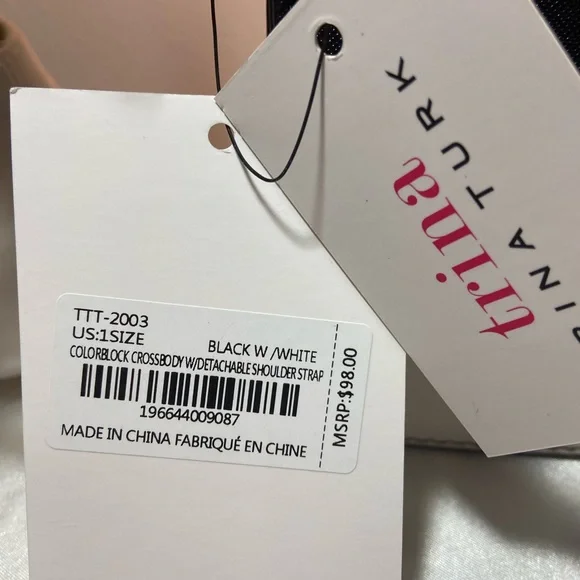 TTT-2003
US:1SIZE BLACK W /WHITE
COLORBLOCK CROSSBODY W/DETACHABLE SHOULDER STRAP
196644009087
MADE IN CHINA FABRIQUÉ EN CHINE
MSRP:$98.00
trina
RINA TURK